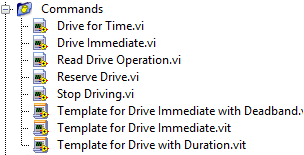 Commands
Drive for Time.vi
Drive Immediate.vi
Read Drive Operation.vi
Reserve Drive.vi
Stop Driving.vi
Template for Drive Immediate with Deadband.v
Template for Drive Immediate.vit
Template for Drive with Duration.vit